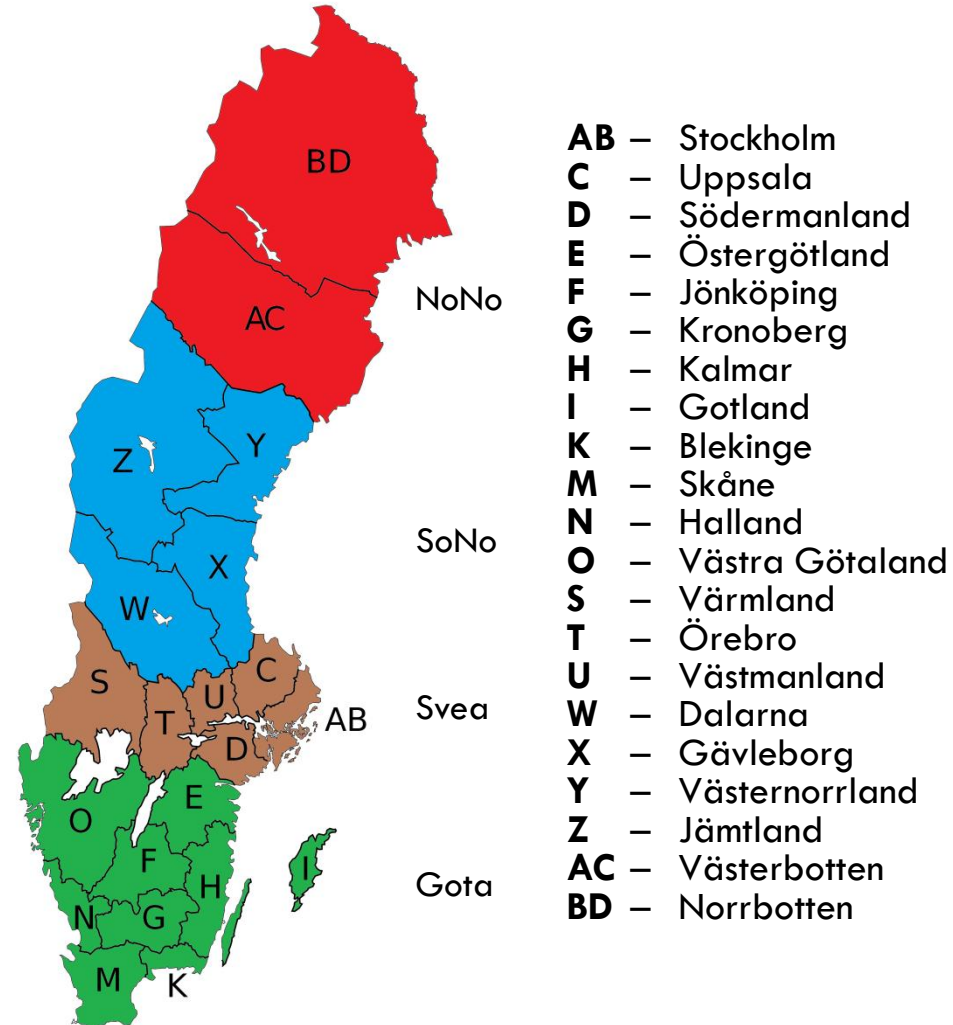 BD
AC
NoNo
Z
Y
X
W
SoNo
S
T
U
C
D
AB
Svea
O
E
F
H
I
N
G
M
K
Gota
AB – Stockholm
C – Uppsala
D – Södermanland
E – Östergötland
F – Jönköping
G – Kronoberg
H – Kalmar
I – Gotland
K – Blekinge
M – Skåne
N – Halland
O – Västra Götaland
S – Värmland
T – Örebro
U – Västmanland
W – Dalarna
X – Gävleborg
Y – Västernorrland
Z – Jämtland
AC – Västerbotten
BD – Norrbotten